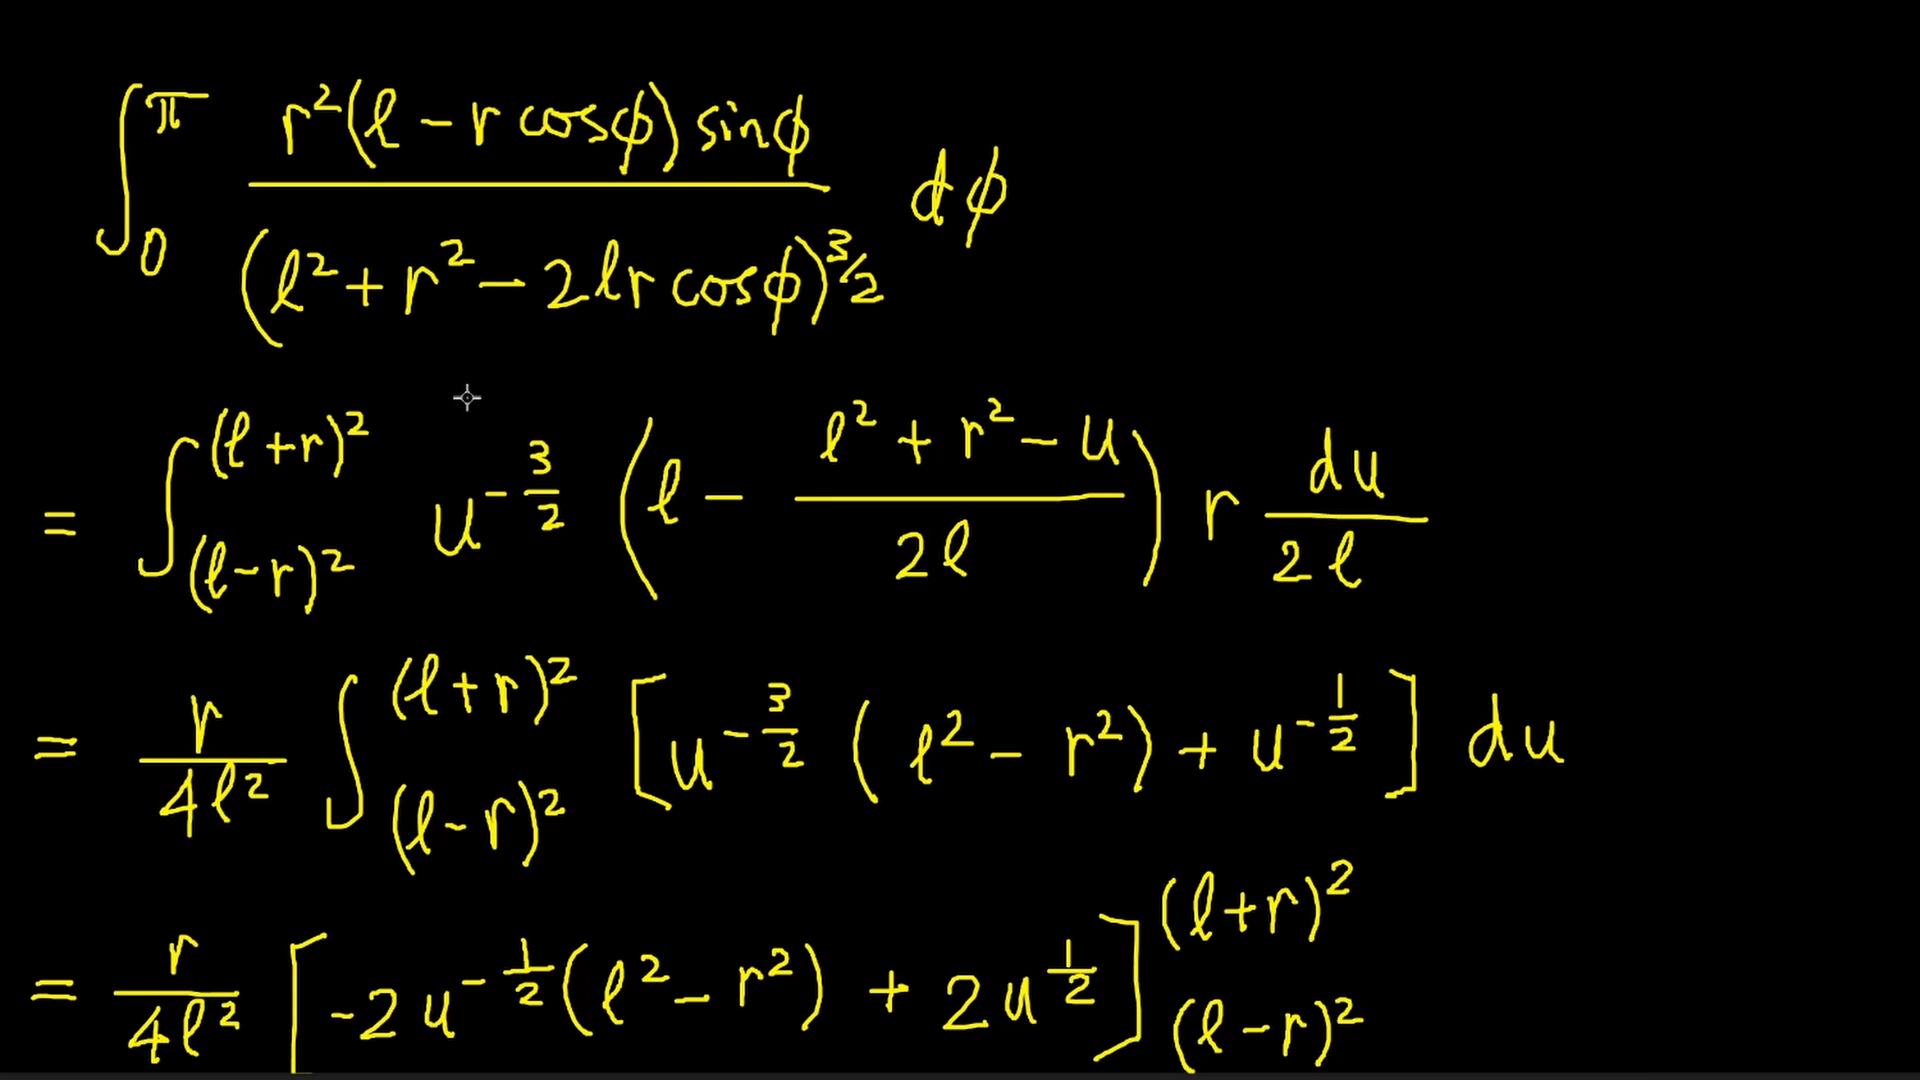 ∫₀^π r²(ℓ - r cosϕ) sinϕ / (ℓ² + r² - 2ℓr cosϕ)^(3/2) dϕ
= ∫_{(ℓ-r)²}^{(ℓ+r)²} u^(-3/2) (ℓ - (ℓ² + r² - u)/(2ℓ)) r du/(2ℓ)
= r/(4ℓ²) ∫_{(ℓ-r)²}^{(ℓ+r)²} [u^(-3/2) (ℓ² - r²) + u^(-1/2)] du
= r/(4ℓ²) [-2u^(-1/2) (ℓ² - r²) + 2u^(1/2)]_{(ℓ-r)²}^{(ℓ+r)²}